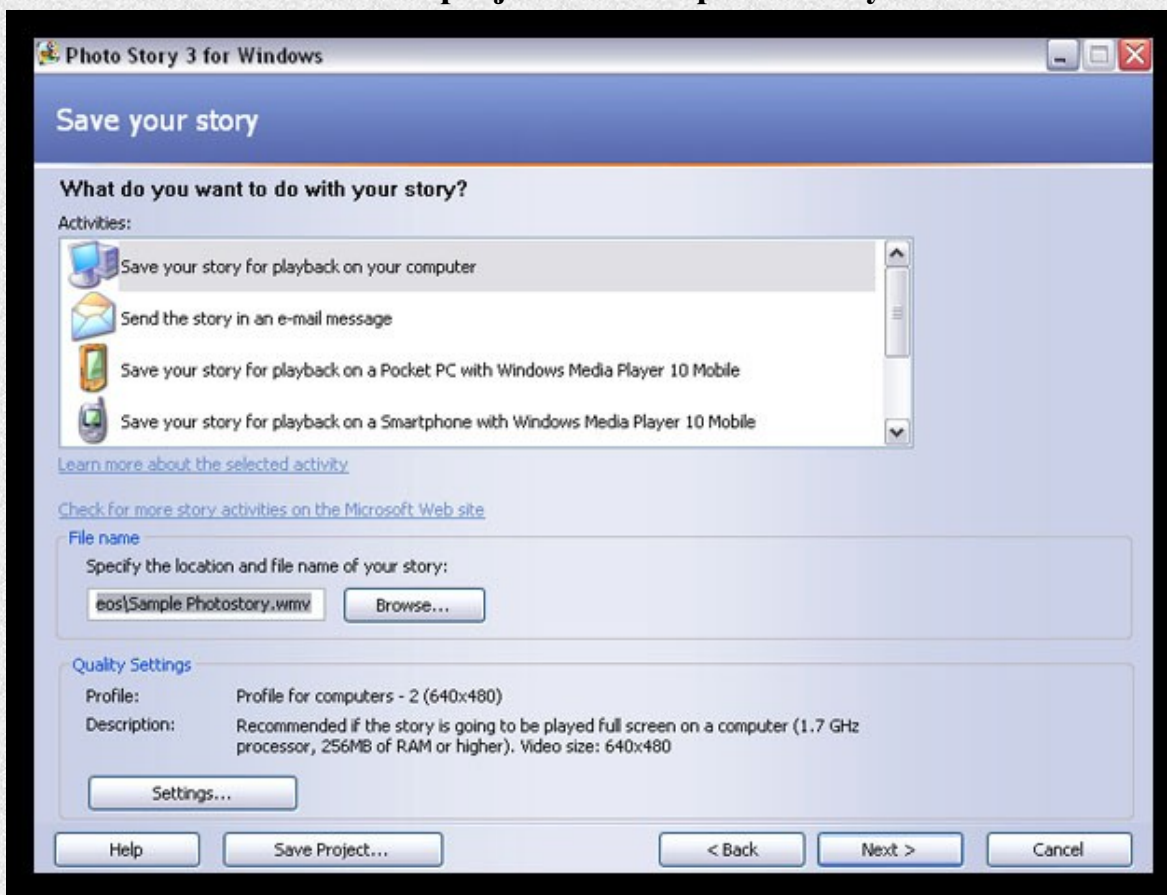 Photo Story 3 for Windows
Save your story
What do you want to do with your story?
Activities:
Save your story for playback on your computer
Send the story in an e-mail message
Save your story for playback on a Pocket PC with Windows Media Player 10 Mobile
Save your story for playback on a Smartphone with Windows Media Player 10 Mobile
Learn more about the selected activity
Check for more story activities on the Microsoft Web site
File name
Specify the location and file name of your story:
eos\Sample Photostory.wmv Browse...
Quality Settings
Profile: Profile for computers - 2 (640x480)
Description: Recommended if the story is going to be played full screen on a computer (1.7 GHz
processor, 256MB of RAM or higher). Video size: 640x480
Settings...
Help Save Project... < Back Next > Cancel